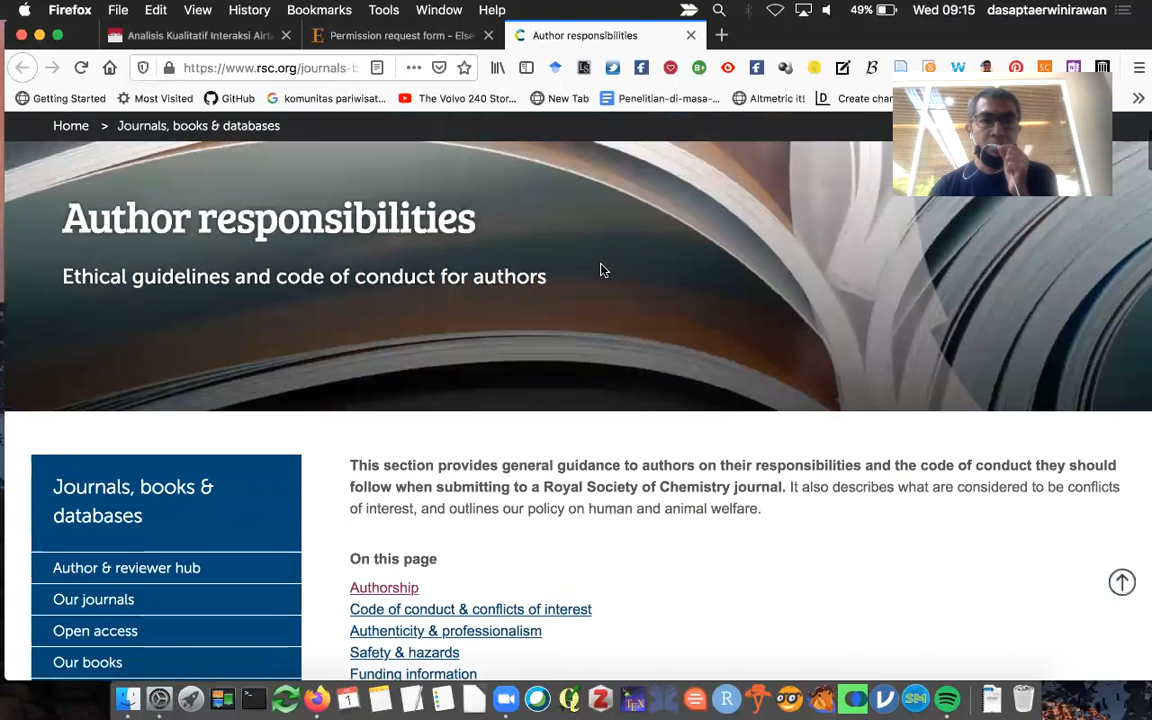 Firefox File Edit View History Bookmarks Tools Window Help 49% Wed 09:15 dasaptaerwinirawan
Analisis Kualitatif Interaksi Airta
Permission request form - Else
Author responsibilities
https://www.rsc.org/journals-b
Getting Started Most Visited GitHub komunitas pariwisat... The Volvo 240 Stor... New Tab Penelitian-di-masa-... Altmetric it! Create char
Home > Journals, books & databases
Author responsibilities
Ethical guidelines and code of conduct for authors
Journals, books &
databases
Author & reviewer hub
Our journals
Open access
Our books
This section provides general guidance to authors on their responsibilities and the code of conduct they should
follow when submitting to a Royal Society of Chemistry journal. It also describes what are considered to be conflicts
of interest, and outlines our policy on human and animal welfare.
On this page
Authorship
Code of conduct & conflicts of interest
Authenticity & professionalism
Safety & hazards
Funding information